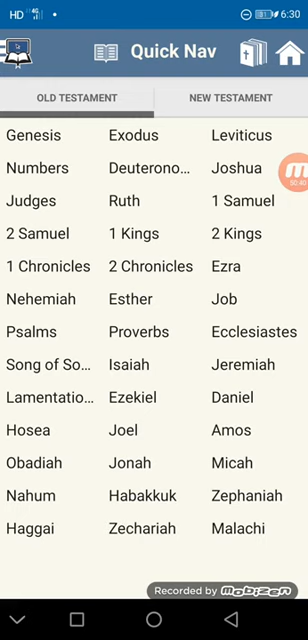 HD 4G 6:30
Quick Nav
OLD TESTAMENT NEW TESTAMENT
Genesis Exodus Leviticus
Numbers Deuterono... Joshua
00:40
Judges Ruth 1 Samuel
2 Samuel 1 Kings 2 Kings
1 Chronicles 2 Chronicles Ezra
Nehemiah Esther Job
Psalms Proverbs Ecclesiastes
Song of So... Isaiah Jeremiah
Lamentatio... Ezekiel Daniel
Hosea Joel Amos
Obadiah Jonah Micah
Nahum Habakkuk Zephaniah
Haggai Zechariah Malachi
Recorded by mobizen